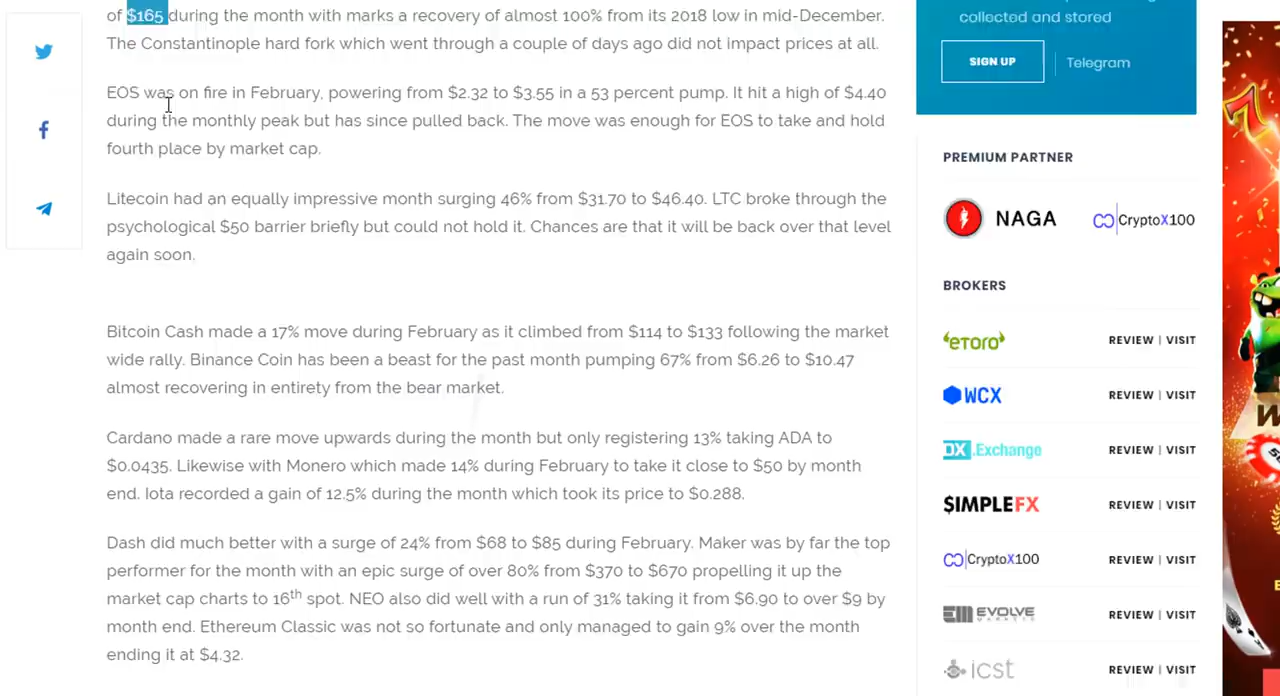 of $165 during the month with marks a recovery of almost 100% from its 2018 low in mid-December.
The Constantinople hard fork which went through a couple of days ago did not impact prices at all.
EOS was on fire in February, powering from $2.32 to $3.55 in a 53 percent pump. It hit a high of $4.40
during the monthly peak but has since pulled back. The move was enough for EOS to take and hold
fourth place by market cap.
Litecoin had an equally impressive month surging 46% from $31.70 to $46.40. LTC broke through the
psychological $50 barrier briefly but could not hold it. Chances are that it will be back over that level
again soon.
Bitcoin Cash made a 17% move during February as it climbed from $114 to $133 following the market
wide rally. Binance Coin has been a beast for the past month pumping 67% from $6.26 to $10.47
almost recovering in entirety from the bear market.
Cardano made a rare move upwards during the month but only registering 13% taking ADA to
$0.0435. Likewise with Monero which made 14% during February to take it close to $50 by month
end. Iota recorded a gain of 12.5% during the month which took its price to $0.288.
Dash did much better with a surge of 24% from $68 to $85 during February. Maker was by far the top
performer for the month with an epic surge of over 80% from $370 to $670 propelling it up the
market cap charts to 16th spot. NEO also did well with a run of 31% taking it from $6.90 to over $9 by
month end. Ethereum Classic was not so fortunate and only managed to gain 9% over the month
ending it at $4.32.
collected and stored
SIGN UP Telegram
PREMIUM PARTNER
NAGA CryptoX100
BROKERS
eToro REVIEW | VISIT
WCX REVIEW | VISIT
DX.Exchange REVIEW | VISIT
$IMPLEFX REVIEW | VISIT
CryptoX100 REVIEW | VISIT
EVOLVE MARKETS REVIEW | VISIT
icst REVIEW | VISIT